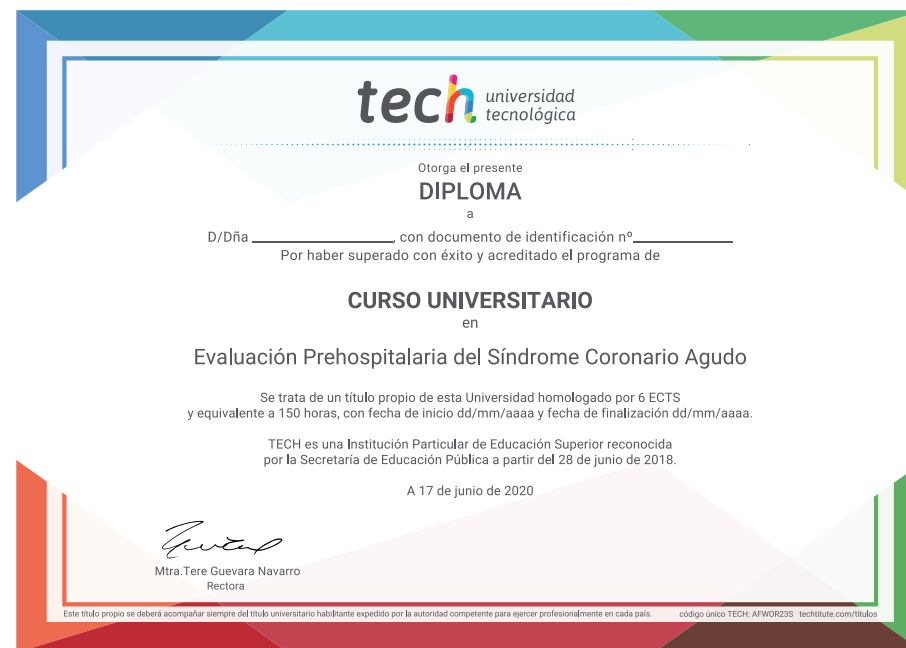 tech universidad
tecnológica
Otorga el presente
DIPLOMA
a
D/Dña ____________________, con documento de identificación nº______________
Por haber superado con éxito y acreditado el programa de
CURSO UNIVERSITARIO
en
Evaluación Prehospitalaria del Síndrome Coronario Agudo
Se trata de un título propio de esta Universidad homologado por 6 ECTS
y equivalente a 150 horas, con fecha de inicio dd/mm/aaaa y fecha de finalización dd/mm/aaaa.
TECH es una Institución Particular de Educación Superior reconocida
por la Secretaría de Educación Pública a partir del 28 de junio de 2018.
A 17 de junio de 2020
Mtra.Tere Guevara Navarro
Rectora
Este título propio se deberá acompañar siempre del título universitario habilitante expedido por la autoridad competente para ejercer profesionalmente en cada país. código único TECH: AFWOR23S techtitute.com/titulos